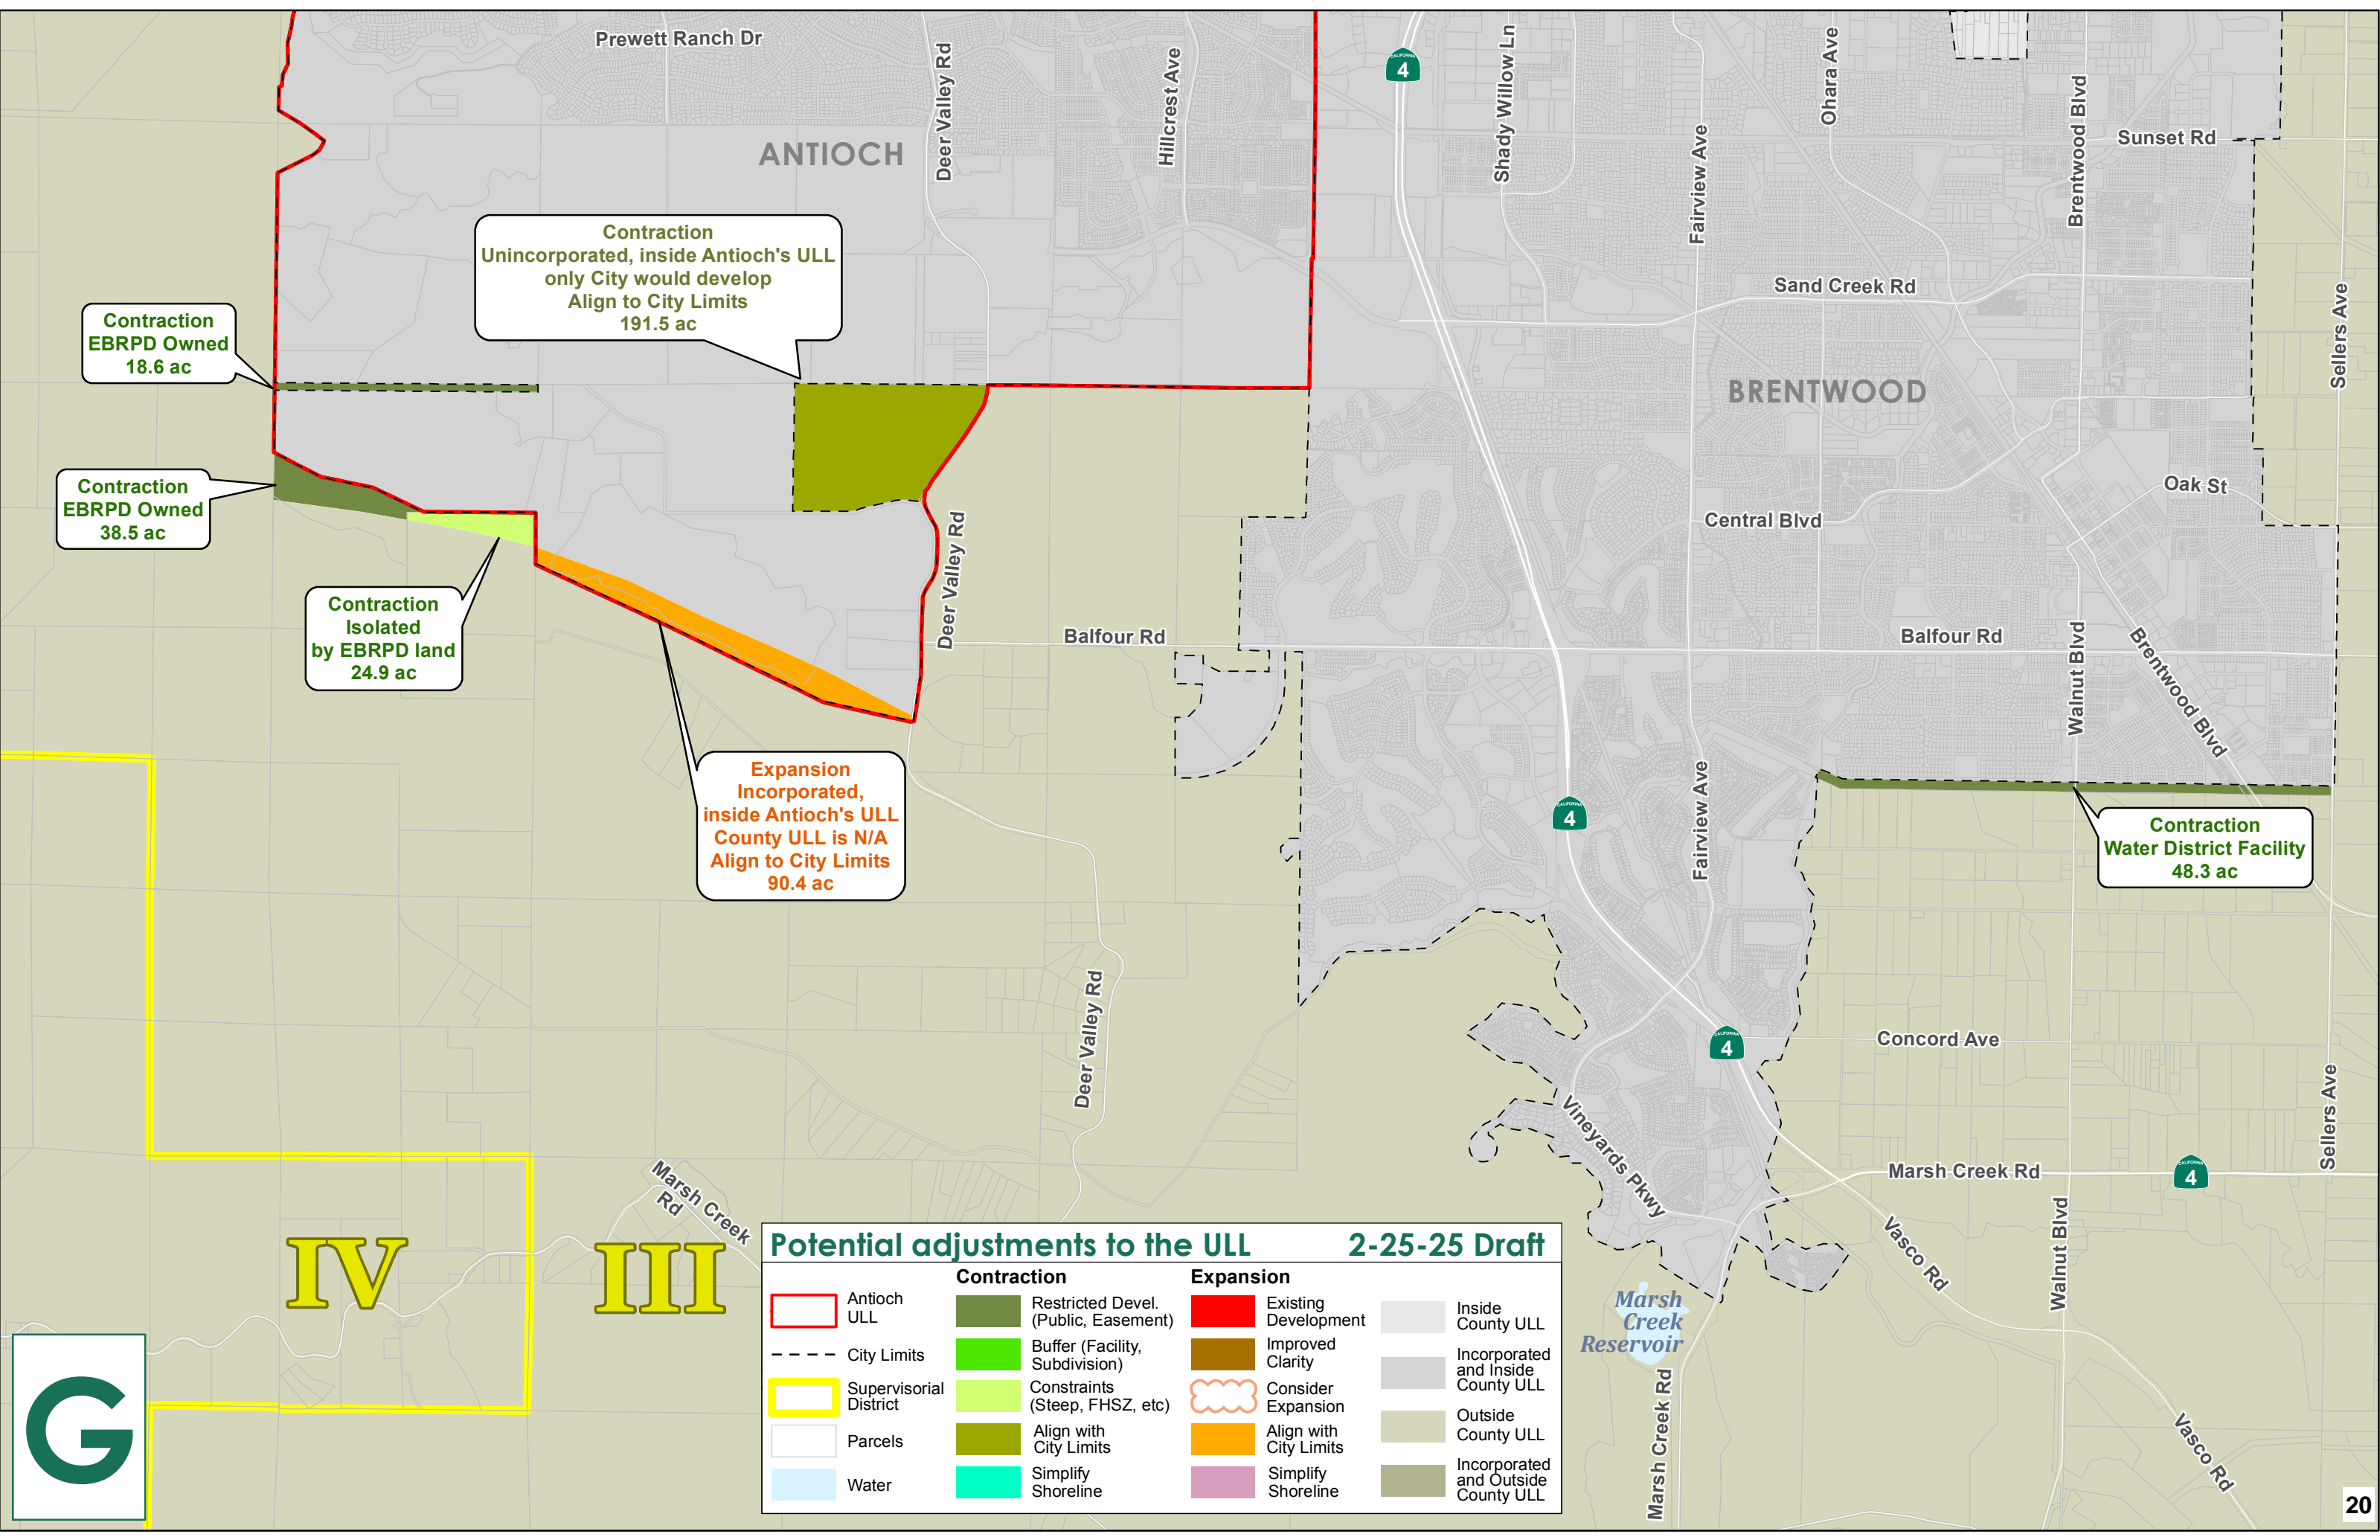 Prewett Ranch Dr
Deer Valley Rd
Hillcrest Ave
CALIFORNIA
4
Shady Willow Ln
Fairview Ave
Ohara Ave
Brentwood Blvd
Sunset Rd
ANTIOCH
Contraction
Unincorporated, inside Antioch's ULL
only City would develop
Align to City Limits
191.5 ac
Sand Creek Rd
Sellers Ave
Contraction
EBRPD Owned
18.6 ac
BRENTWOOD
Contraction
EBRPD Owned
38.5 ac
Oak St
Central Blvd
Deer Valley Rd
Contraction
Isolated
by EBRPD land
24.9 ac
Balfour Rd
Balfour Rd
Walnut Blvd
Brentwood Blvd
Expansion
Incorporated,
inside Antioch's ULL
County ULL is N/A
Align to City Limits
90.4 ac
CALIFORNIA
4
Fairview Ave
Contraction
Water District Facility
48.3 ac
Deer Valley Rd
CALIFORNIA
4
Concord Ave
Sellers Ave
Vineyards Pkwy
Marsh Creek Rd
CALIFORNIA
4
Marsh Creek
Rd
IV
III
Vasco Rd
Walnut Blvd
Marsh
Creek
Reservoir
Marsh Creek Rd
Vasco Rd
Potential adjustments to the ULL 2-25-25 Draft
Antioch
ULL
City Limits
Supervisorial
District
Parcels
Water
Contraction
Restricted Devel.
(Public, Easement)
Buffer (Facility,
Subdivision)
Constraints
(Steep, FHSZ, etc)
Align with
City Limits
Simplify
Shoreline
Expansion
Existing
Development
Improved
Clarity
Consider
Expansion
Align with
City Limits
Simplify
Shoreline
Inside
County ULL
Incorporated
and Inside
County ULL
Outside
County ULL
Incorporated
and Outside
County ULL
G
20